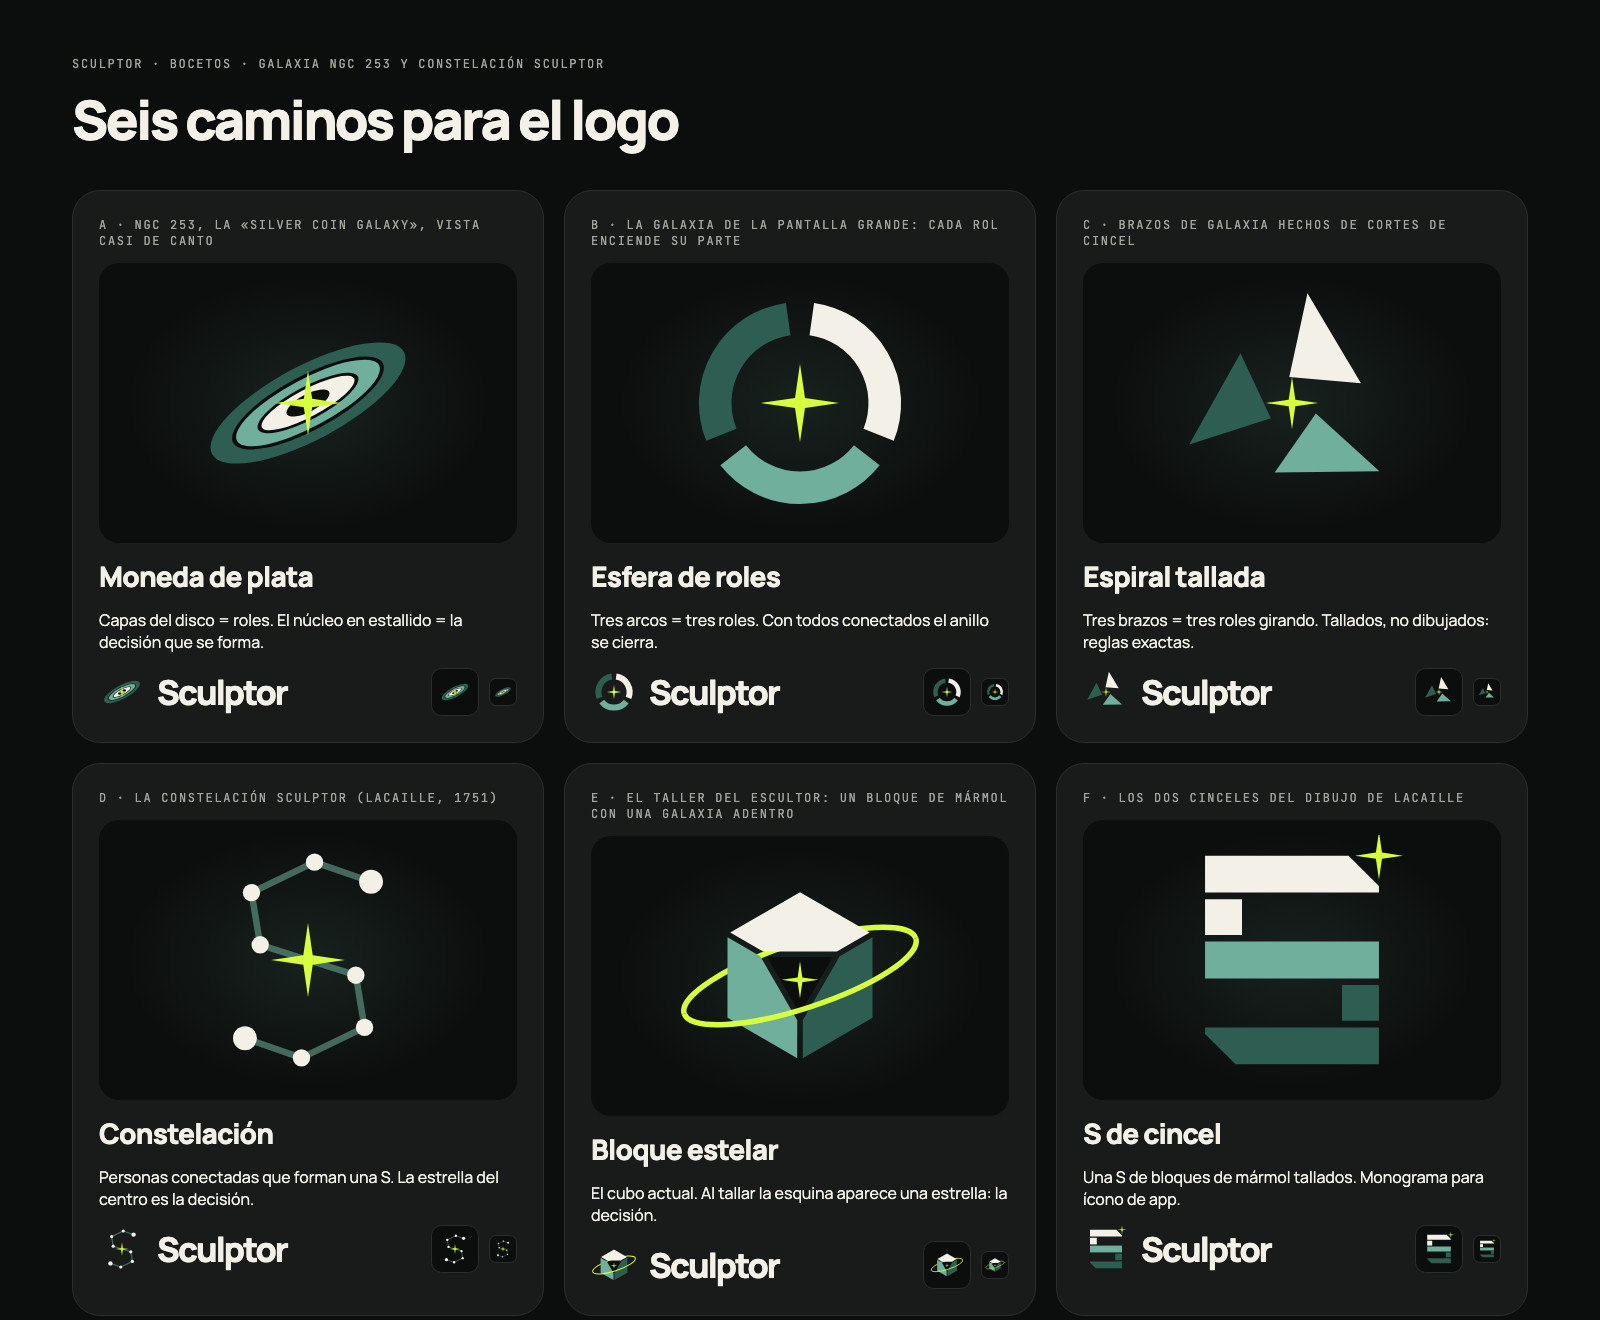 SCULPTOR · BOCETOS · GALAXIA NGC 253 Y CONSTELACIÓN SCULPTOR
Seis caminos para el logo
A · NGC 253, LA «SILVER COIN GALAXY», VISTA
CASI DE CANTO
Moneda de plata
Capas del disco = roles. El núcleo en estallido = la
decisión que se forma.
Sculptor
B · LA GALAXIA DE LA PANTALLA GRANDE: CADA ROL
ENCIENDE SU PARTE
Esfera de roles
Tres arcos = tres roles. Con todos conectados el anillo
se cierra.
Sculptor
C · BRAZOS DE GALAXIA HECHOS DE CORTES DE
CINCEL
Espiral tallada
Tres brazos = tres roles girando. Tallados, no dibujados:
reglas exactas.
Sculptor
D · LA CONSTELACIÓN SCULPTOR (LACAILLE, 1751)
Constelación
Personas conectadas que forman una S. La estrella del
centro es la decisión.
Sculptor
E · EL TALLER DEL ESCULTOR: UN BLOQUE DE MÁRMOL
CON UNA GALAXIA ADENTRO
Bloque estelar
El cubo actual. Al tallar la esquina aparece una estrella: la
decisión.
Sculptor
F · LOS DOS CINCELES DEL DIBUJO DE LACAILLE
S de cincel
Una S de bloques de mármol tallados. Monograma para
ícono de app.
Sculptor